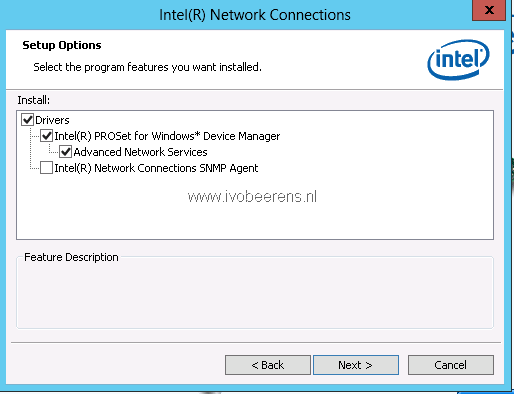 Intel(R) Network Connections
x
Setup Options
Select the program features you want installed.
intel
Install:
Drivers
Intel(R) PROSet for Windows* Device Manager
Advanced Network Services
Intel(R) Network Connections SNMP Agent
www.ivobeerens.nl
Feature Description
< Back
Next >
Cancel